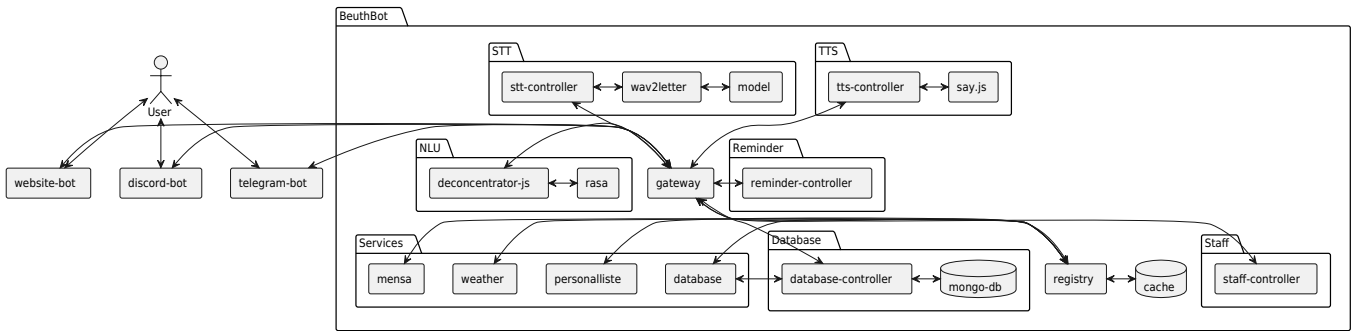 BeuthBot
STT
TTS
stt-controller
wav2letter
model
tts-controller
say.js
User
NLU
Reminder
website-bot
discord-bot
telegram-bot
deconcentrator-js
rasa
gateway
reminder-controller
Services
Database
Staff
mensa
weather
personalliste
database
database-controller
mongo-db
registry
cache
staff-controller